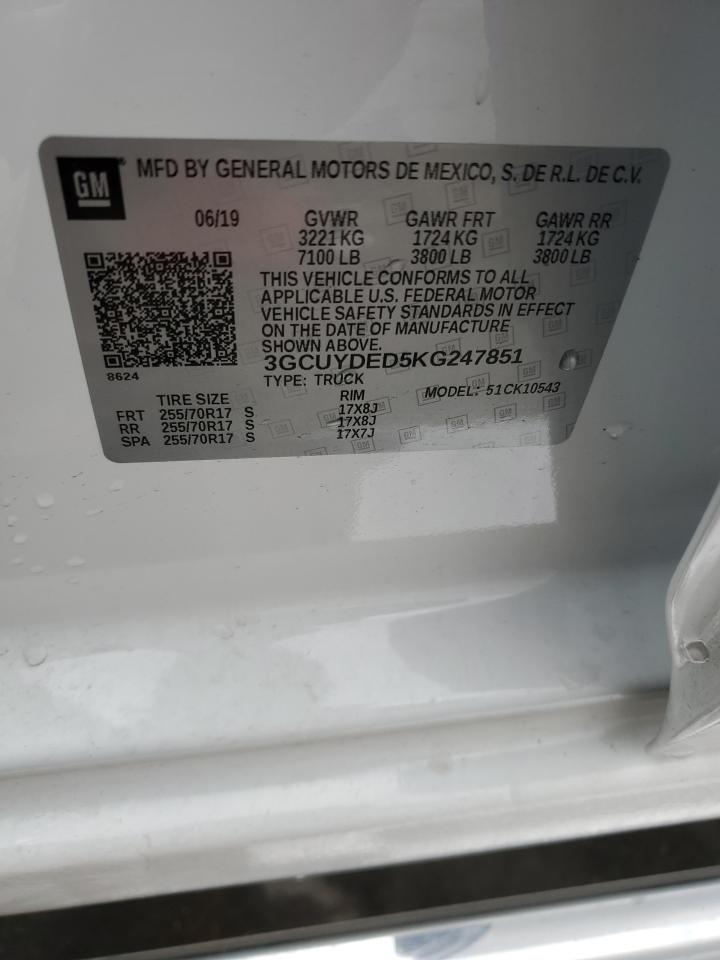 GM
MFD BY GENERAL MOTORS DE MEXICO, S. DE R.L. DE C.V.
06/19 GVWR GAWR FRT GAWR RR
3221 KG 1724 KG 1724 KG
7100 LB 3800 LB 3800 LB
THIS VEHICLE CONFORMS TO ALL
APPLICABLE U.S. FEDERAL MOTOR
VEHICLE SAFETY STANDARDS IN EFFECT
ON THE DATE OF MANUFACTURE
SHOWN ABOVE.
3GCUYDED5KG247851
8624
TYPE: TRUCK MODEL: 51CK10543
TIRE SIZE RIM
FRT 255/70R17 S 17X8J
RR 255/70R17 S 17X8J
SPA 255/70R17 S 17X7J